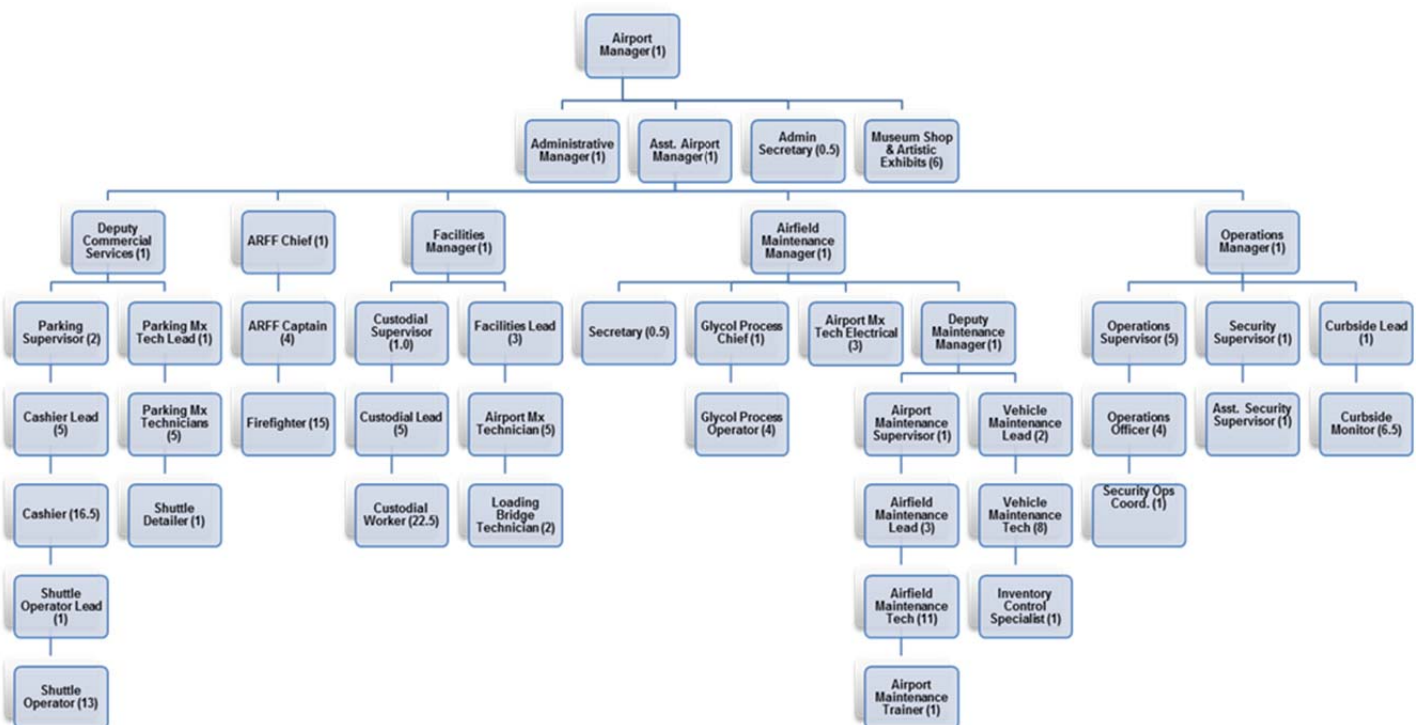 Airport
Manager (1)
Administrative
Manager (1)
Asst. Airport
Manager (1)
Admin
Secretary (0.5)
Museum Shop
& Artistic
Exhibits (6)
Deputy
Commercial
Services (1)
ARFF Chief (1)
Facilities
Manager (1)
Airfield
Maintenance
Manager (1)
Operations
Manager (1)
Parking
Supervisor (2)
Parking Mx
Tech Lead (1)
ARFF Captain
(4)
Custodial
Supervisor
(1.0)
Facilities Lead
(3)
Secretary (0.5)
Glycol Process
Chief (1)
Airport Mx
Tech Electrical
(3)
Deputy
Maintenance
Manager (1)
Operations
Supervisor (5)
Security
Supervisor (1)
Curbside Lead
(1)
Cashier Lead
(5)
Parking Mx
Technicians
(5)
Firefighter (15)
Custodial Lead
(5)
Airport Mx
Technician (5)
Glycol Process
Operator (4)
Airport
Maintenance
Supervisor (1)
Vehicle
Maintenance
Lead (2)
Operations
Officer (4)
Asst. Security
Supervisor (1)
Curbside
Monitor (6.5)
Cashier (16.5)
Shuttle
Detailer (1)
Custodial
Worker (22.5)
Loading
Bridge
Technician (2)
Airfield
Maintenance
Lead (3)
Vehicle
Maintenance
Tech (8)
Security Ops
Coord. (1)
Shuttle
Operator Lead
(1)
Airfield
Maintenance
Tech (11)
Inventory
Control
Specialist (1)
Shuttle
Operator (13)
Airport
Maintenance
Trainer (1)